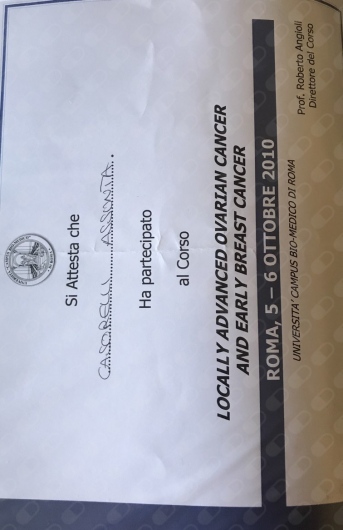 Si Attesta che
Ha partecipato
al Corso
LOCALLY ADVANCED OVARIAN CANCER
AND EARLY BREAST CANCER
ROMA, 5 – 6 OTTOBRE 2010
UNIVERSITA' CAMPUS BIO-MEDICO DI ROMA
Prof. Roberto Angioli
Direttore del Corso